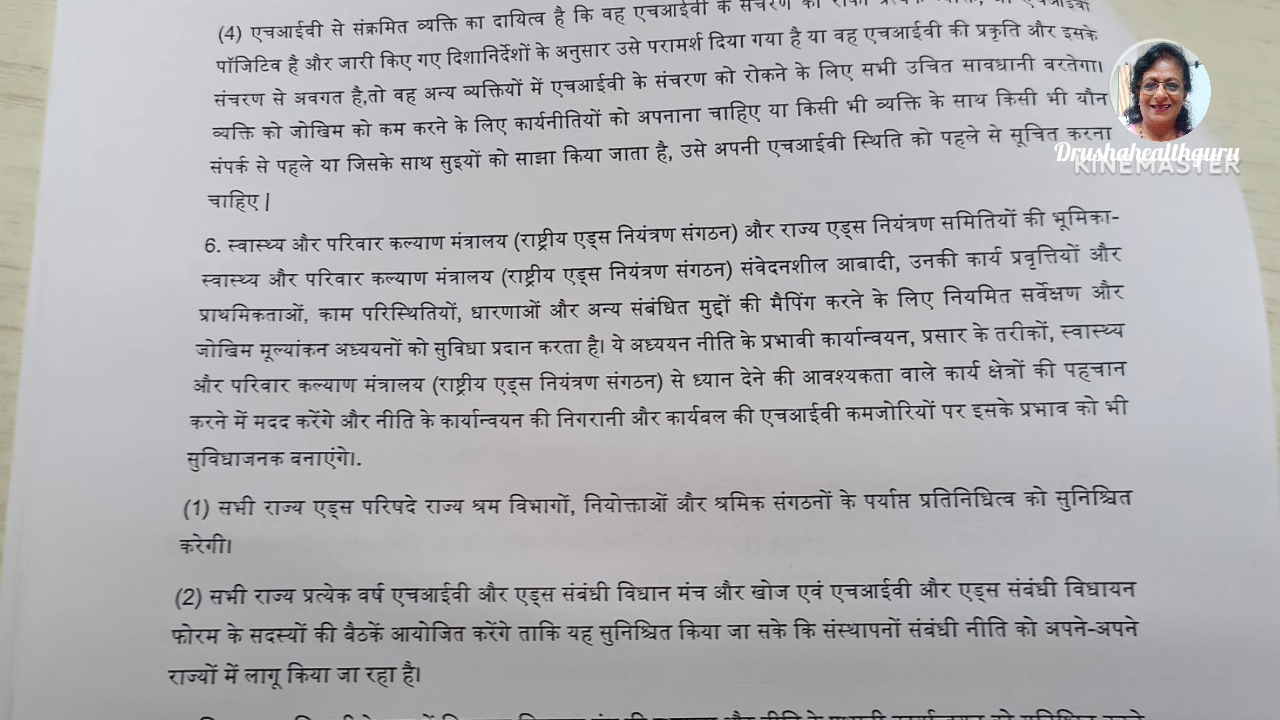 (4) एचआईवी से संक्रमित व्यक्ति का दायित्व है कि वह एचआईवी के संचरण को
पॉजिटिव है और जारी किए गए दिशानिर्देशों के अनुसार उसे परामर्श दिया गया है या वह एचआईवी की प्रकृति और इसके
संचरण से अवगत है,तो वह अन्य व्यक्तियों में एचआईवी के संचरण को रोकने के लिए सभी उचित सावधानी वरतेगा।
व्यक्ति को जोखिम को कम करने के लिए कार्यनीतियों को अपनाना चाहिए या किसी भी व्यक्ति के साथ किसी भी यौन
संपर्क से पहले या जिसके साथ सुइयों को साझा किया जाता है, उसे अपनी एचआईवी स्थिति को पहले से सूचित करना
चाहिए |
Drushahealthguru
KINEMASTER
6. स्वास्थ्य और परिवार कल्याण मंत्रालय (राष्ट्रीय एड्स नियंत्रण संगठन) और राज्य एड्स नियंत्रण समितियों की भूमिका-
स्वास्थ्य और परिवार कल्याण मंत्रालय (राष्ट्रीय एड्स नियंत्रण संगठन) संवेदनशील आबादी, उनकी कार्य प्रवृत्तियों और
प्राथमिकताओं, काम परिस्थितियों, धारणाओं और अन्य संबंधित मुद्दों की मैपिंग करने के लिए नियमित सर्वेक्षण और
जोखिम मूल्यांकन अध्ययनों को सुविधा प्रदान करता है। ये अध्ययन नीति के प्रभावी कार्यान्वयन, प्रसार के तरीकों, स्वास्थ्य
और परिवार कल्याण मंत्रालय (राष्ट्रीय एड्स नियंत्रण संगठन) से ध्यान देने की आवश्यकता वाले कार्य क्षेत्रों की पहचान
करने में मदद करेंगे और नीति के कार्यान्वयन की निगरानी और कार्यबल की एचआईवी कमजोरियों पर इसके प्रभाव को भी
सुविधाजनक बनाएंगे।.
(1) सभी राज्य एड्स परिषदे राज्य श्रम विभागों, नियोक्ताओं और श्रमिक संगठनों के पर्याप्त प्रतिनिधित्व को सुनिश्चित
करेगी।
(2) सभी राज्य प्रत्येक वर्ष एचआईवी और एड्स संबंधी विधान मंच और खोज एवं एचआईवी और एड्स संबंधी विधायन
फोरम के सदस्यों की बैठकें आयोजित करेंगे ताकि यह सुनिश्चित किया जा सके कि संस्थापनों संबंधी नीति को अपने-अपने
राज्यों में लागू किया जा रहा है।